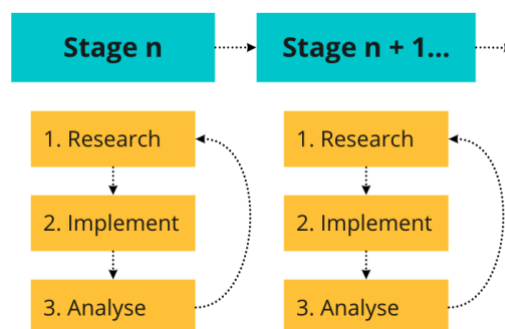 Stage n
Stage n + 1...
1. Research
2. Implement
3. Analyse
1. Research
2. Implement
3. Analyse